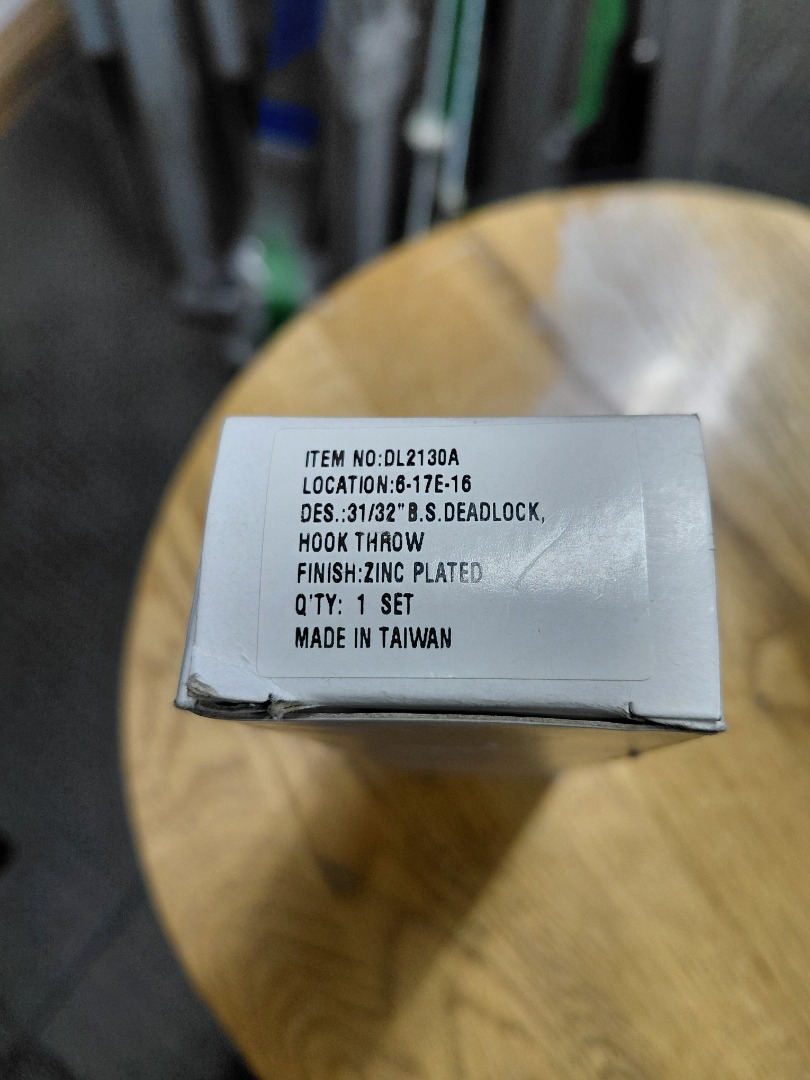 ITEM NO:DL2130A
LOCATION:6-17E-16
DES.:31/32"B.S.DEADLOCK,
HOOK THROW
FINISH:ZINC PLATED
Q'TY: 1 SET
MADE IN TAIWAN